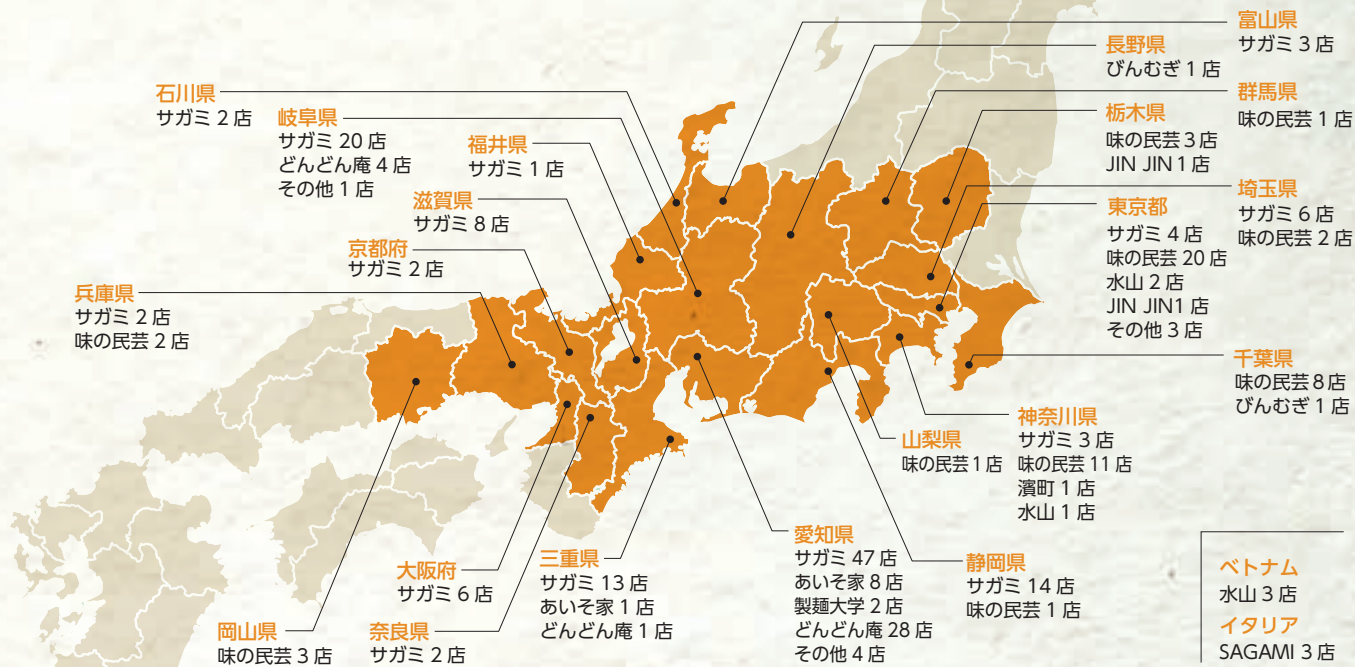 富山県
サガミ 3 店
長野県
びんむぎ 1 店
石川県
サガミ 2 店
岐阜県
サガミ 20 店
どんどん庵 4 店
その他 1 店
群馬県
味の民芸 1 店
栃木県
味の民芸 3 店
JIN JIN 1 店
福井県
サガミ 1 店
滋賀県
サガミ 8 店
埼玉県
サガミ 6 店
味の民芸 2 店
東京都
サガミ 4 店
味の民芸 20 店
水山 2 店
JIN JIN1 店
その他 3 店
京都府
サガミ 2 店
兵庫県
サガミ 2 店
味の民芸 2 店
千葉県
味の民芸 8 店
びんむぎ 1 店
神奈川県
サガミ 3 店
味の民芸 11 店
濱町 1 店
水山 1 店
山梨県
味の民芸 1 店
愛知県
サガミ 47 店
あいそ家 8 店
製麺大学 2 店
どんどん庵 28 店
その他 4 店
静岡県
サガミ 14 店
味の民芸 1 店
三重県
サガミ 13 店
あいそ家 1 店
どんどん庵 1 店
大阪府
サガミ 6 店
岡山県
味の民芸 3 店
奈良県
サガミ 2 店
ベトナム
水山 3 店
イタリア
SAGAMI 3 店